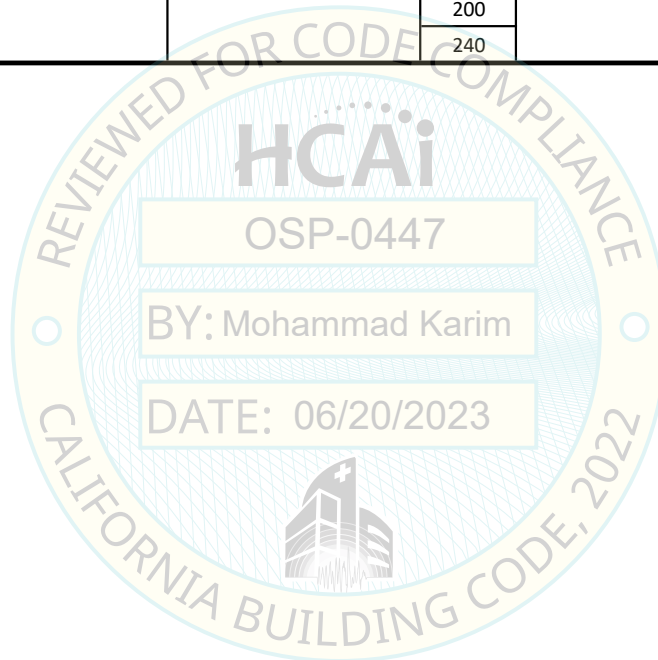 200
240
REVIEWED FOR CODE COMPLIANCE
HCAi
OSP-0447
BY: Mohammad Karim
DATE: 06/20/2023
CALIFORNIA BUILDING CODE, 2022